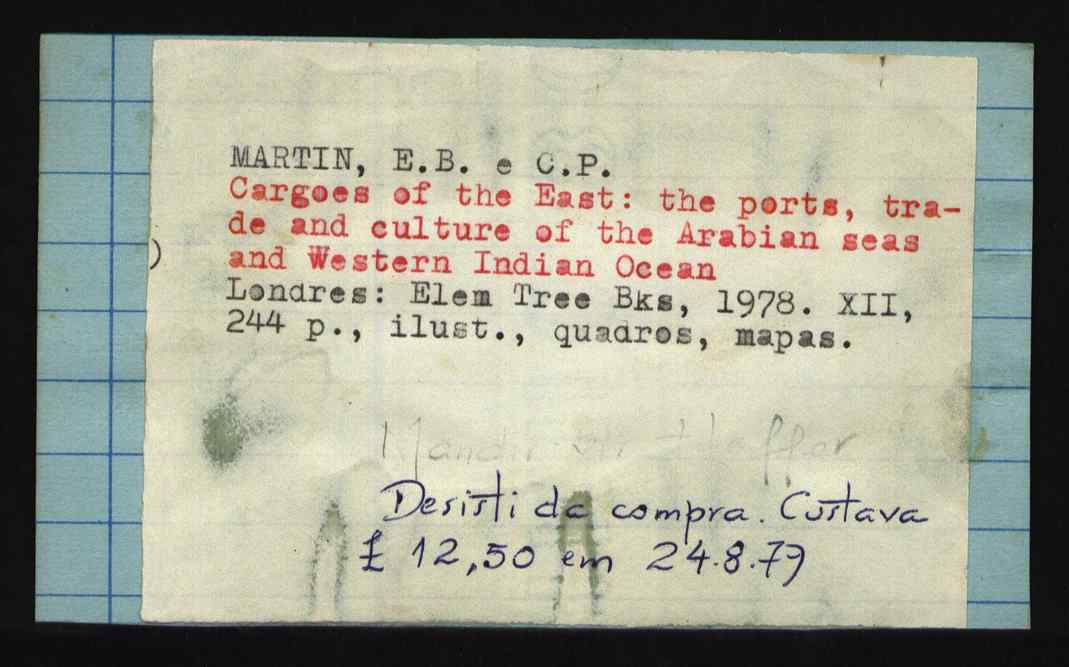 MARTIN, E.B. e C.P.
Cargoes of the East: the ports, tra-
de and culture of the Arabian seas
and Western Indian Ocean
)
Londres: Elem Tree Bks, 1978. XII,
244 p., ilust., quadros, mapas.
Desisti da compra. Custava
£ 12,50 em 24.8.79